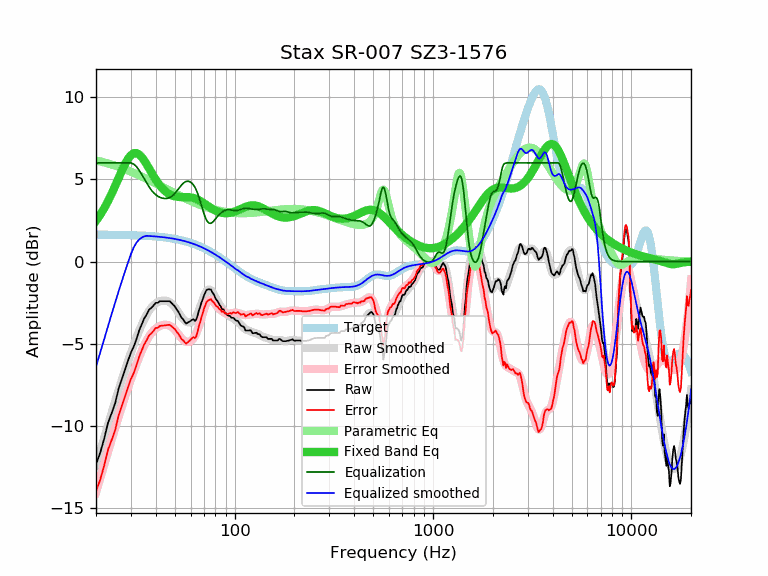 Stax SR-007 SZ3-1576
10
5
0
−5
−10
−15
Amplitude (dBr)
Target
Raw Smoothed
Error Smoothed
Raw
Error
Parametric Eq
Fixed Band Eq
Equalization
Equalized smoothed
100 1000 10000
Frequency (Hz)